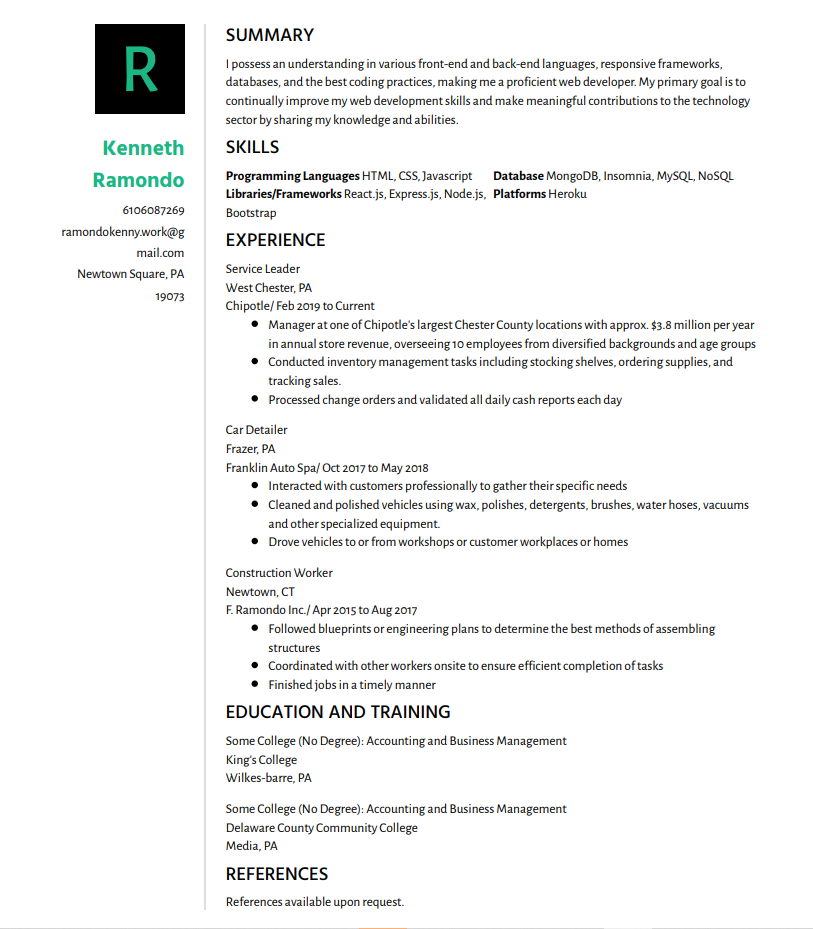 R
Kenneth
Ramondo
6106087269
ramondokenny.work@g
mail.com
Newtown Square, PA
19073
SUMMARY
I possess an understanding in various front-end and back-end languages, responsive frameworks,
databases, and the best coding practices, making me a proficient web developer. My primary goal is to
continually improve my web development skills and make meaningful contributions to the technology
sector by sharing my knowledge and abilities.
SKILLS
Programming Languages HTML, CSS, Javascript
Libraries/Frameworks React.js, Express.js, Node.js,
Bootstrap
Database MongoDB, Insomnia, MySQL, NoSQL
Platforms Heroku
EXPERIENCE
Service Leader
West Chester, PA
Chipotle/ Feb 2019 to Current
• Manager at one of Chipotle's largest Chester County locations with approx. $3.8 million per year
in annual store revenue, overseeing 10 employees from diversified backgrounds and age groups
• Conducted inventory management tasks including stocking shelves, ordering supplies, and
tracking sales.
• Processed change orders and validated all daily cash reports each day
Car Detailer
Frazer, PA
Franklin Auto Spa/ Oct 2017 to May 2018
• Interacted with customers professionally to gather their specific needs
• Cleaned and polished vehicles using wax, polishes, detergents, brushes, water hoses, vacuums
and other specialized equipment.
• Drove vehicles to or from workshops or customer workplaces or homes
Construction Worker
Newtown, CT
F. Ramondo Inc./ Apr 2015 to Aug 2017
• Followed blueprints or engineering plans to determine the best methods of assembling
structures
• Coordinated with other workers onsite to ensure efficient completion of tasks
• Finished jobs in a timely manner
EDUCATION AND TRAINING
Some College (No Degree): Accounting and Business Management
King's College
Wilkes-barre, PA
Some College (No Degree): Accounting and Business Management
Delaware County Community College
Media, PA
REFERENCES
References available upon request.